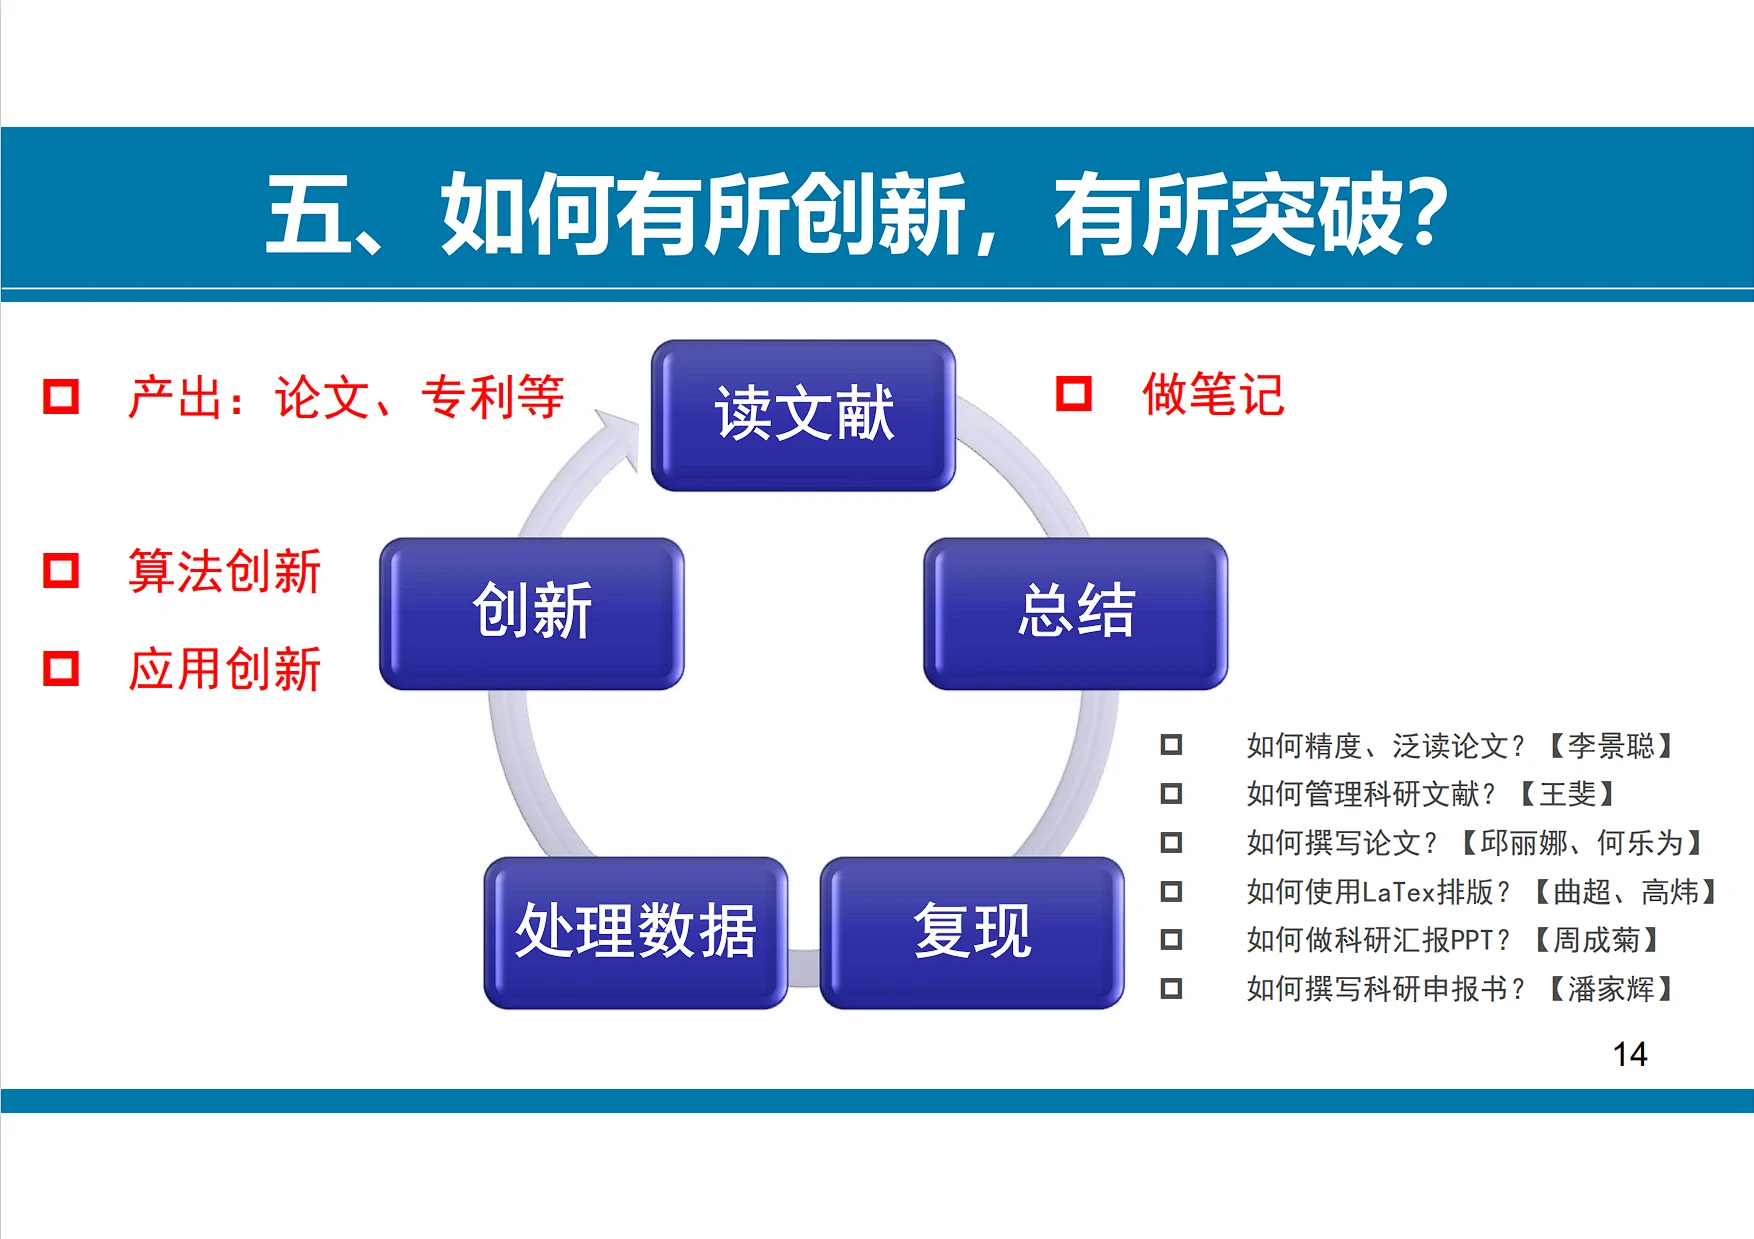 五、如何有所创新，有所突破？
产出：论文、专利等
读文献
做笔记
算法创新
应用创新
创新
总结
处理数据
复现
如何精度、泛读论文？【李景聪】
如何管理科研文献？【王斐】
如何撰写论文？【邱丽娜、何乐为】
如何使用LaTex排版？【曲超、高炜】
如何做科研汇报PPT？【周成菊】
如何撰写科研申报书？【潘家辉】
14